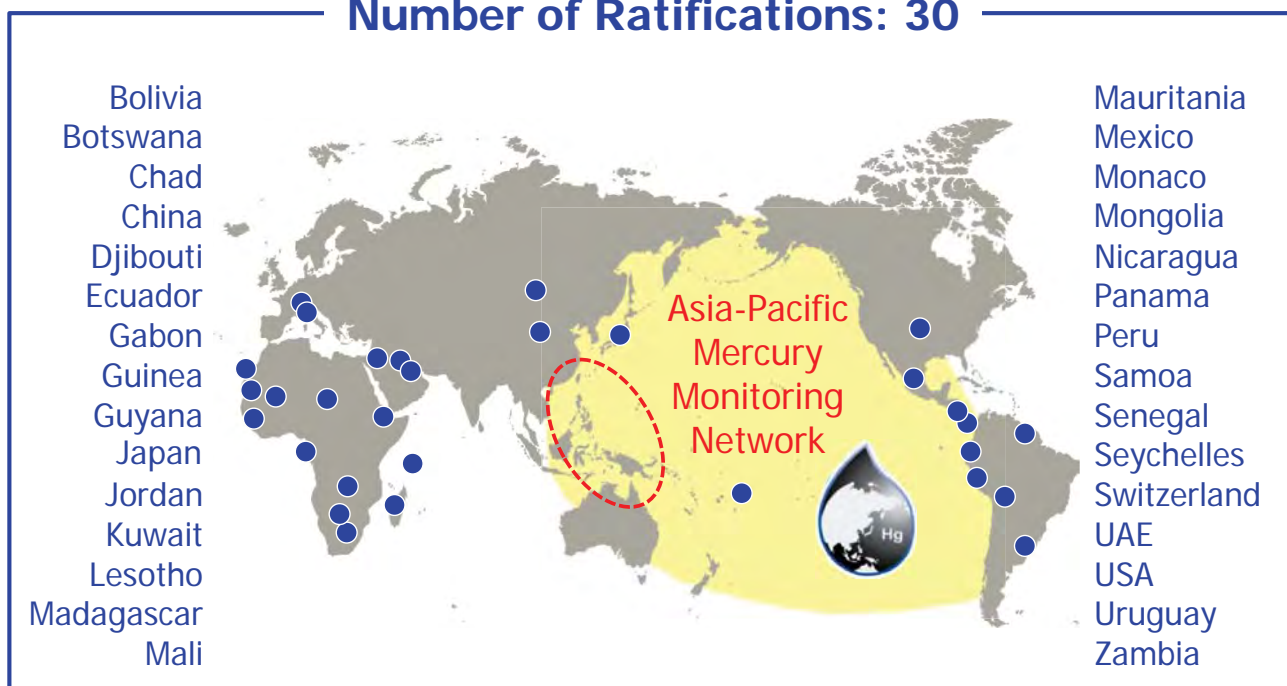 Number of Ratifications: 30
Bolivia
Botswana
Chad
China
Djibouti
Ecuador
Gabon
Guinea
Guyana
Japan
Jordan
Kuwait
Lesotho
Madagascar
Mali
Asia-Pacific
Mercury
Monitoring
Network
Hg
Mauritania
Mexico
Monaco
Mongolia
Nicaragua
Panama
Peru
Samoa
Senegal
Seychelles
Switzerland
UAE
USA
Uruguay
Zambia